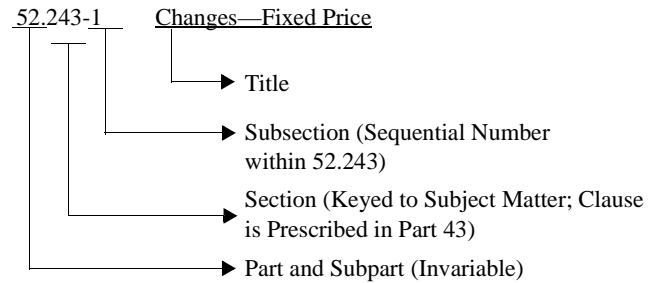 52.243-1 Changes—Fixed Price
Title
Subsection (Sequential Number
within 52.243)
Section (Keyed to Subject Matter; Clause
is Prescribed in Part 43)
Part and Subpart (Invariable)